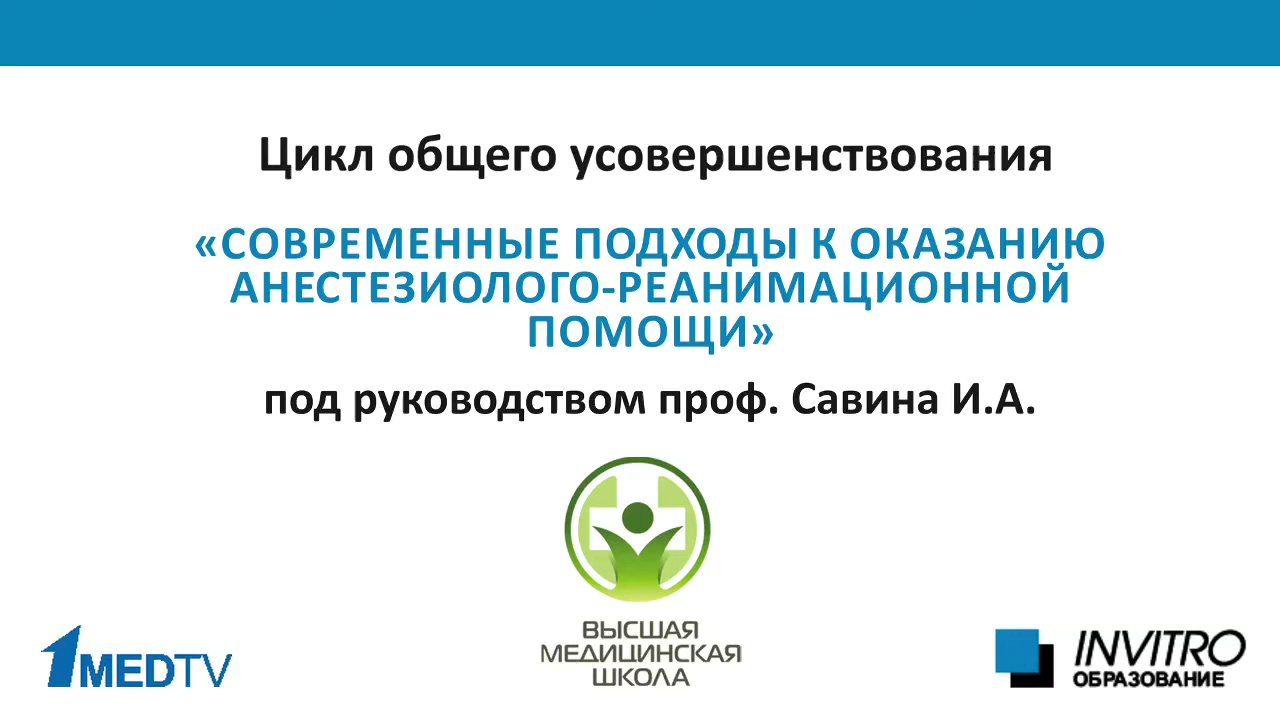 Цикл общего усовершенствования
«СОВРЕМЕННЫЕ ПОДХОДЫ К ОКАЗАНИЮ
АНЕСТЕЗИОЛОГО-РЕАНИМАЦИОННОЙ
ПОМОЩИ»
под руководством проф. Савина И.А.
ВЫСШАЯ
МЕДИЦИНСКАЯ
ШКОЛА
1MEDTV
INVITRO
ОБРАЗОВАНИЕ